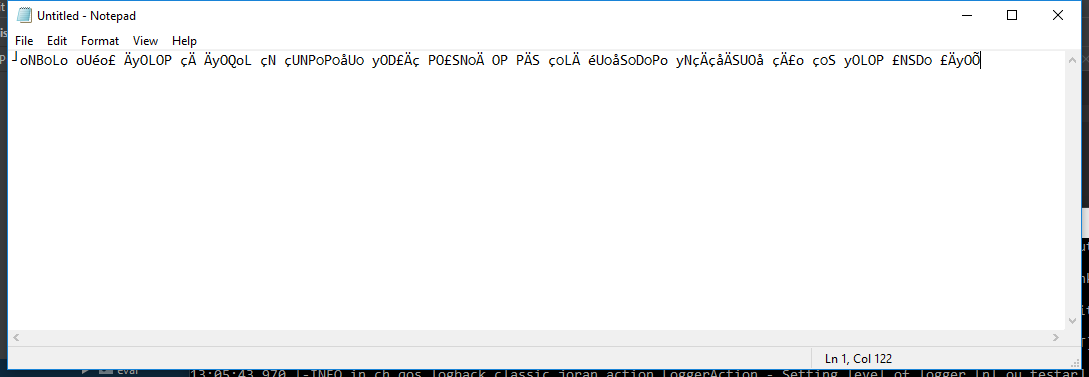 Untitled - Notepad
File Edit Format View Help
┘oNBoLo oUéo£ ÄyOLOP çÄ ÄyOQoL çN çUNPoPoåUo yOD£Äç PO£SNoÄ OP PÄS çoLÄ éUoåSoDoPo yNçÄçåÄSUOå çÄ£o çoS yOLOP £NSDo £ÄyOÕ
Ln 1, Col 122
eval
13:05:43,970 |-INFO in ch.qos.logback.classic.joran.action.LoggerAction - Setting level of logger [nl.ou.testar